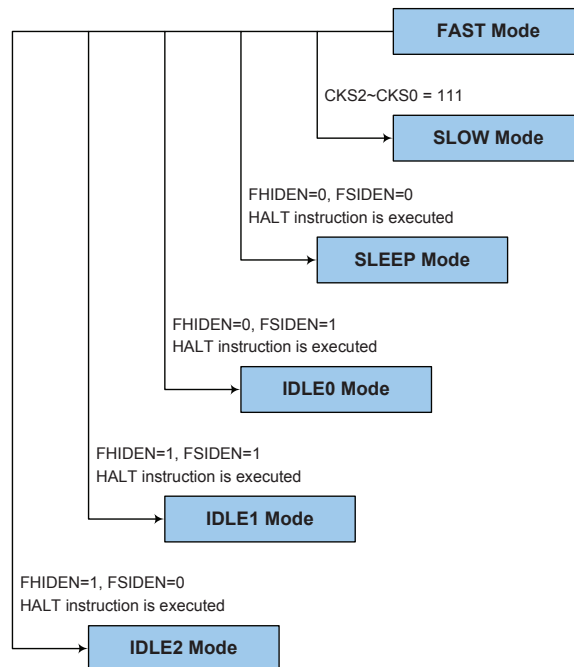 FAST Mode
CKS2~CKS0 = 111
SLOW Mode
FHIDEN=0, FSIDEN=0
HALT instruction is executed
SLEEP Mode
FHIDEN=0, FSIDEN=1
HALT instruction is executed
IDLE0 Mode
FHIDEN=1, FSIDEN=1
HALT instruction is executed
IDLE1 Mode
FHIDEN=1, FSIDEN=0
HALT instruction is executed
IDLE2 Mode